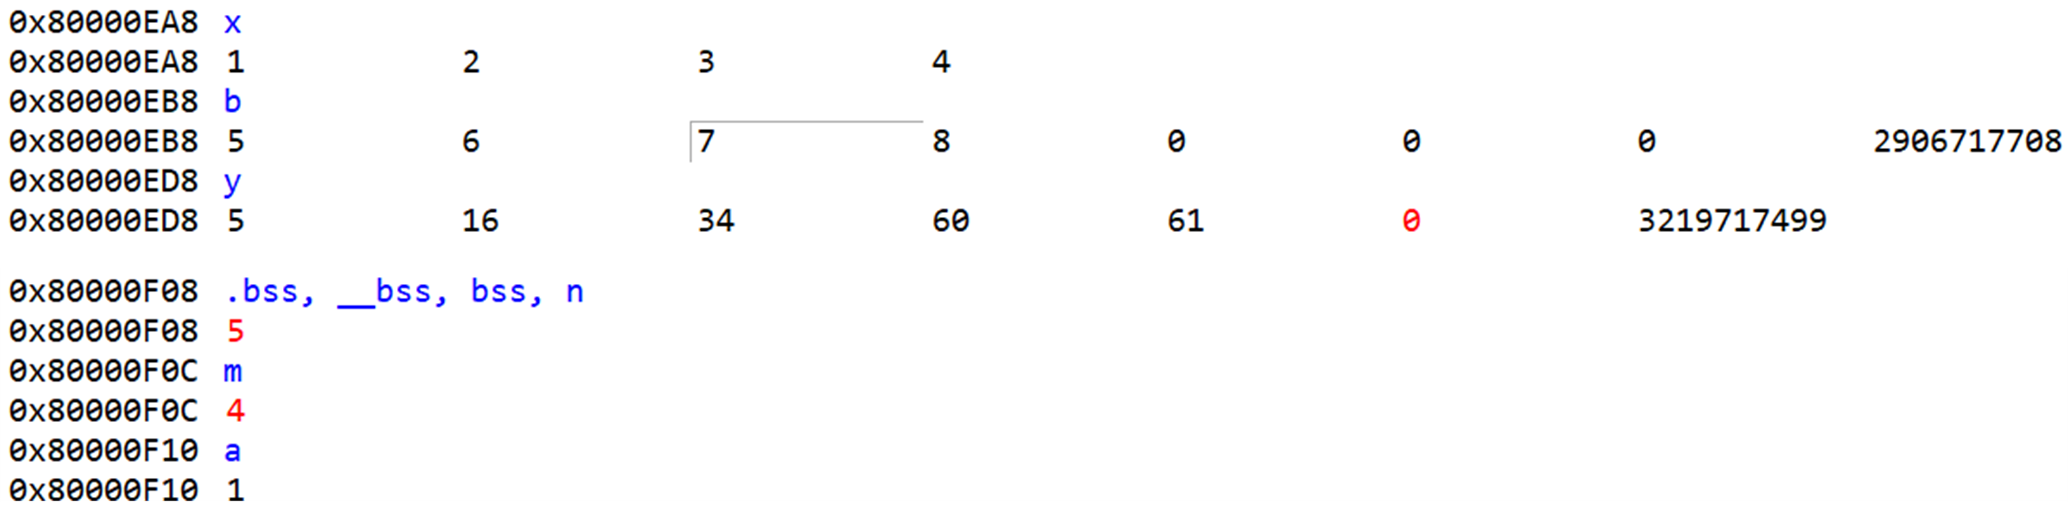 0x80000EA8 x
0x80000EA8 1 2 3 4
0x80000EB8 b
0x80000EB8 5 6 7 8 0 0 0 2906717708
0x80000ED8 y
0x80000ED8 5 16 34 60 61 0 3219717499
0x80000F08 .bss, __bss, bss, n
0x80000F08 5
0x80000F0C m
0x80000F0C 4
0x80000F10 a
0x80000F10 1